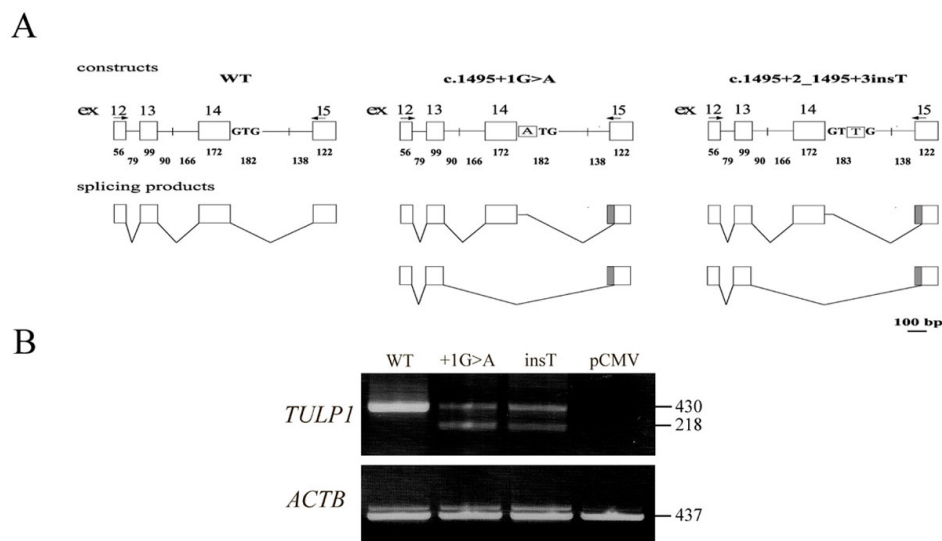 A
constructs
WT
c.1495+1G>A
c.1495+2_1495+3insT
ex 12 13 14 15
GTG
56 99 172 122
79 90 166 182 138
ex 12 13 14 15
A TG
56 99 172 122
79 90 166 182 138
ex 12 13 14 15
GT T G
56 99 172 122
79 90 166 183 138
splicing products
100 bp
B
WT +1G>A insT pCMV
TULP1
430
218
ACTB
437